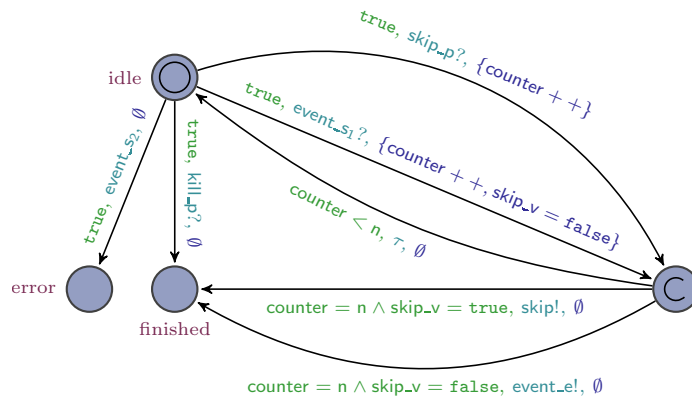 true, skip_p?, {counter + +}
idle
true, event_s₁?, {counter + +, skip_v = false}
true, event_s₂, ∅
true, kill_p?, ∅
counter < n, τ, ∅
error
C
counter = n ∧ skip_v = true, skip!, ∅
finished
counter = n ∧ skip_v = false, event_e!, ∅